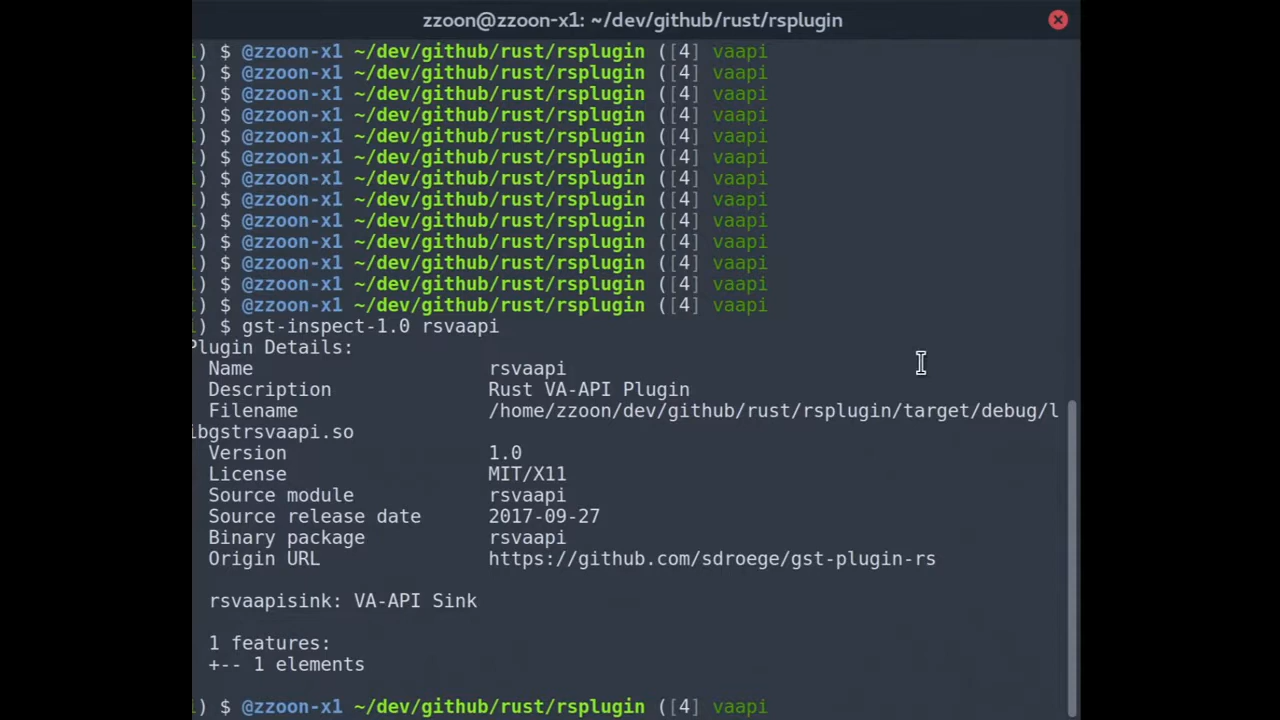 zzoon@zzoon-x1: ~/dev/github/rust/rsplugin
) $ @zzoon-x1 ~/dev/github/rust/rsplugin ([4] vaapi
) $ @zzoon-x1 ~/dev/github/rust/rsplugin ([4] vaapi
) $ @zzoon-x1 ~/dev/github/rust/rsplugin ([4] vaapi
) $ @zzoon-x1 ~/dev/github/rust/rsplugin ([4] vaapi
) $ @zzoon-x1 ~/dev/github/rust/rsplugin ([4] vaapi
) $ @zzoon-x1 ~/dev/github/rust/rsplugin ([4] vaapi
) $ @zzoon-x1 ~/dev/github/rust/rsplugin ([4] vaapi
) $ @zzoon-x1 ~/dev/github/rust/rsplugin ([4] vaapi
) $ @zzoon-x1 ~/dev/github/rust/rsplugin ([4] vaapi
) $ @zzoon-x1 ~/dev/github/rust/rsplugin ([4] vaapi
) $ @zzoon-x1 ~/dev/github/rust/rsplugin ([4] vaapi
) $ @zzoon-x1 ~/dev/github/rust/rsplugin ([4] vaapi
) $ @zzoon-x1 ~/dev/github/rust/rsplugin ([4] vaapi
) $ gst-inspect-1.0 rsvaapi
Plugin Details:
Name rsvaapi
Description Rust VA-API Plugin
Filename /home/zzoon/dev/github/rust/rsplugin/target/debug/l
ibgstrsvaapi.so
Version 1.0
License MIT/X11
Source module rsvaapi
Source release date 2017-09-27
Binary package rsvaapi
Origin URL https://github.com/sdroege/gst-plugin-rs
rsvaapisink: VA-API Sink
1 features:
+-- 1 elements
) $ @zzoon-x1 ~/dev/github/rust/rsplugin ([4] vaapi